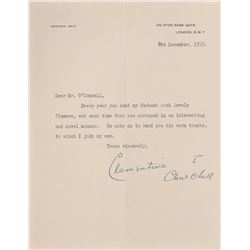 28, HYDE PARK GATE,
LONDON, S.W.7.
8th December, 1955.
Dear Mr. O'Connell,
Every year you send my Husband such lovely
flowers, and each time they are arranged in an interesting
and novel manner. He asks me to send you his warm thanks,
to which I join my own.
Yours sincerely,
Clementine S
Churchill